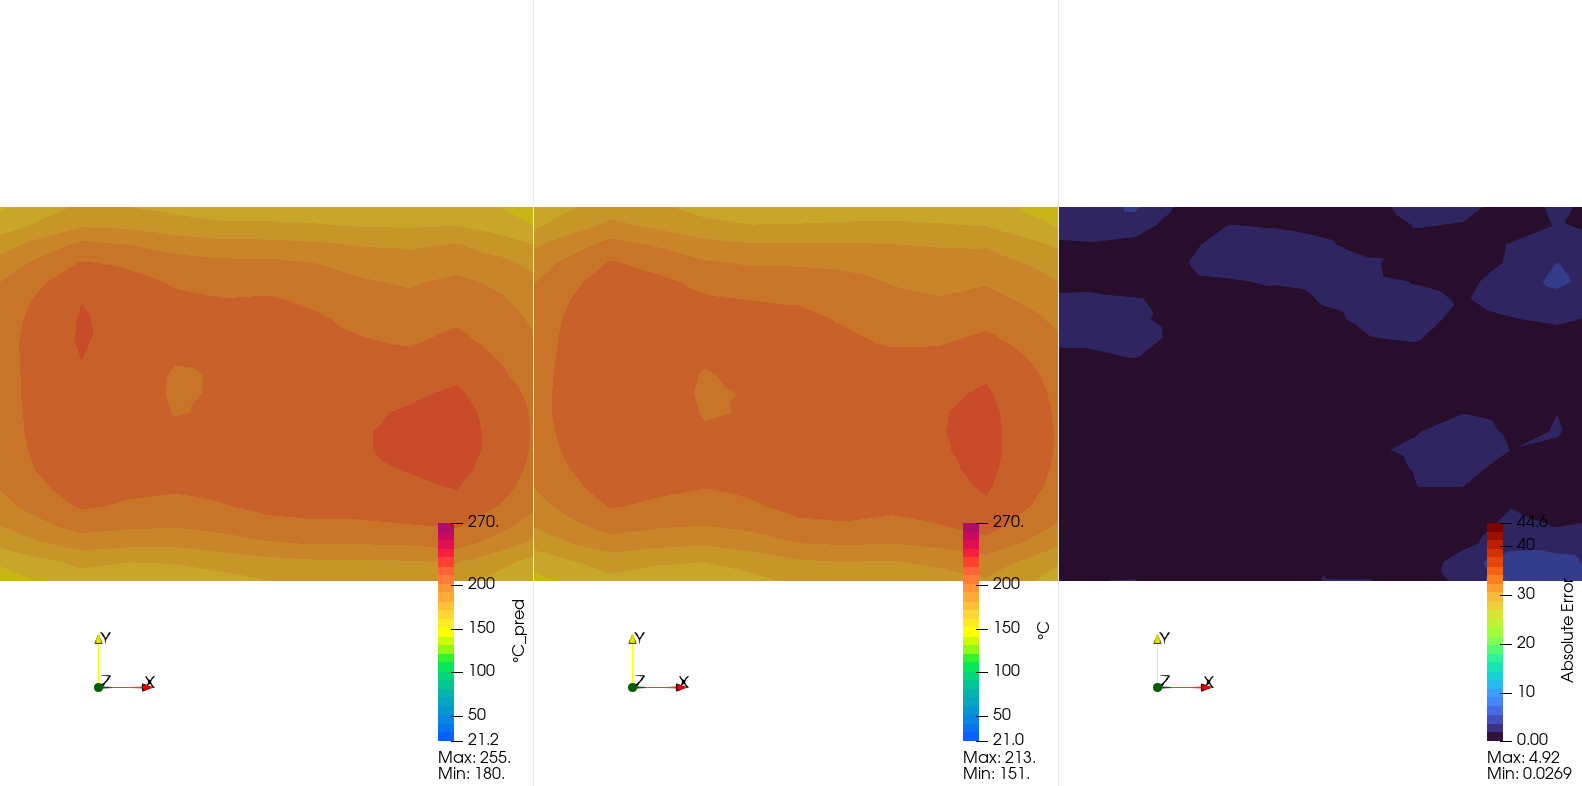 270.
200
150
100
50
21.2
°C_pred
Max: 255.
Min: 180.
Y
Z
X
270.
200
150
100
50
21.0
°C
Max: 213.
Min: 151.
Y
Z
X
44.6
40
30
20
10
0.00
Absolute Error
Max: 4.92
Min: 0.0269
Y
Z
X